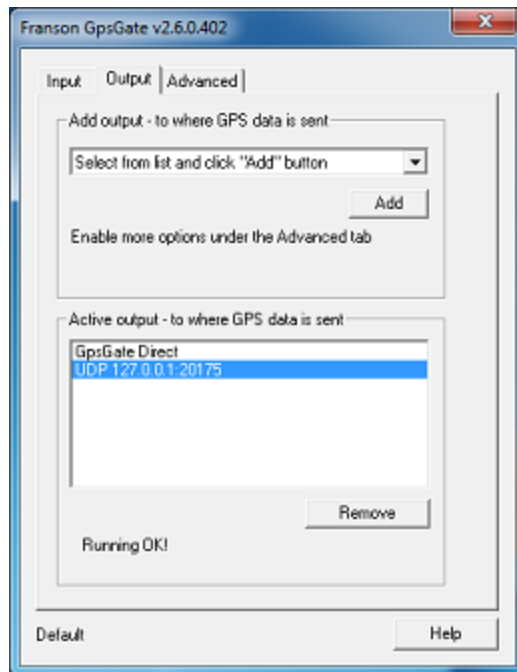 Franson GpsGate v2.6.0.402
Input Output Advanced
Add output - to where GPS data is sent
Select from list and click "Add" button
Add
Enable more options under the Advanced tab
Active output - to where GPS data is sent
GpsGate Direct
UDP 127.0.0.1:20175
Remove
Running OK!
Default
Help